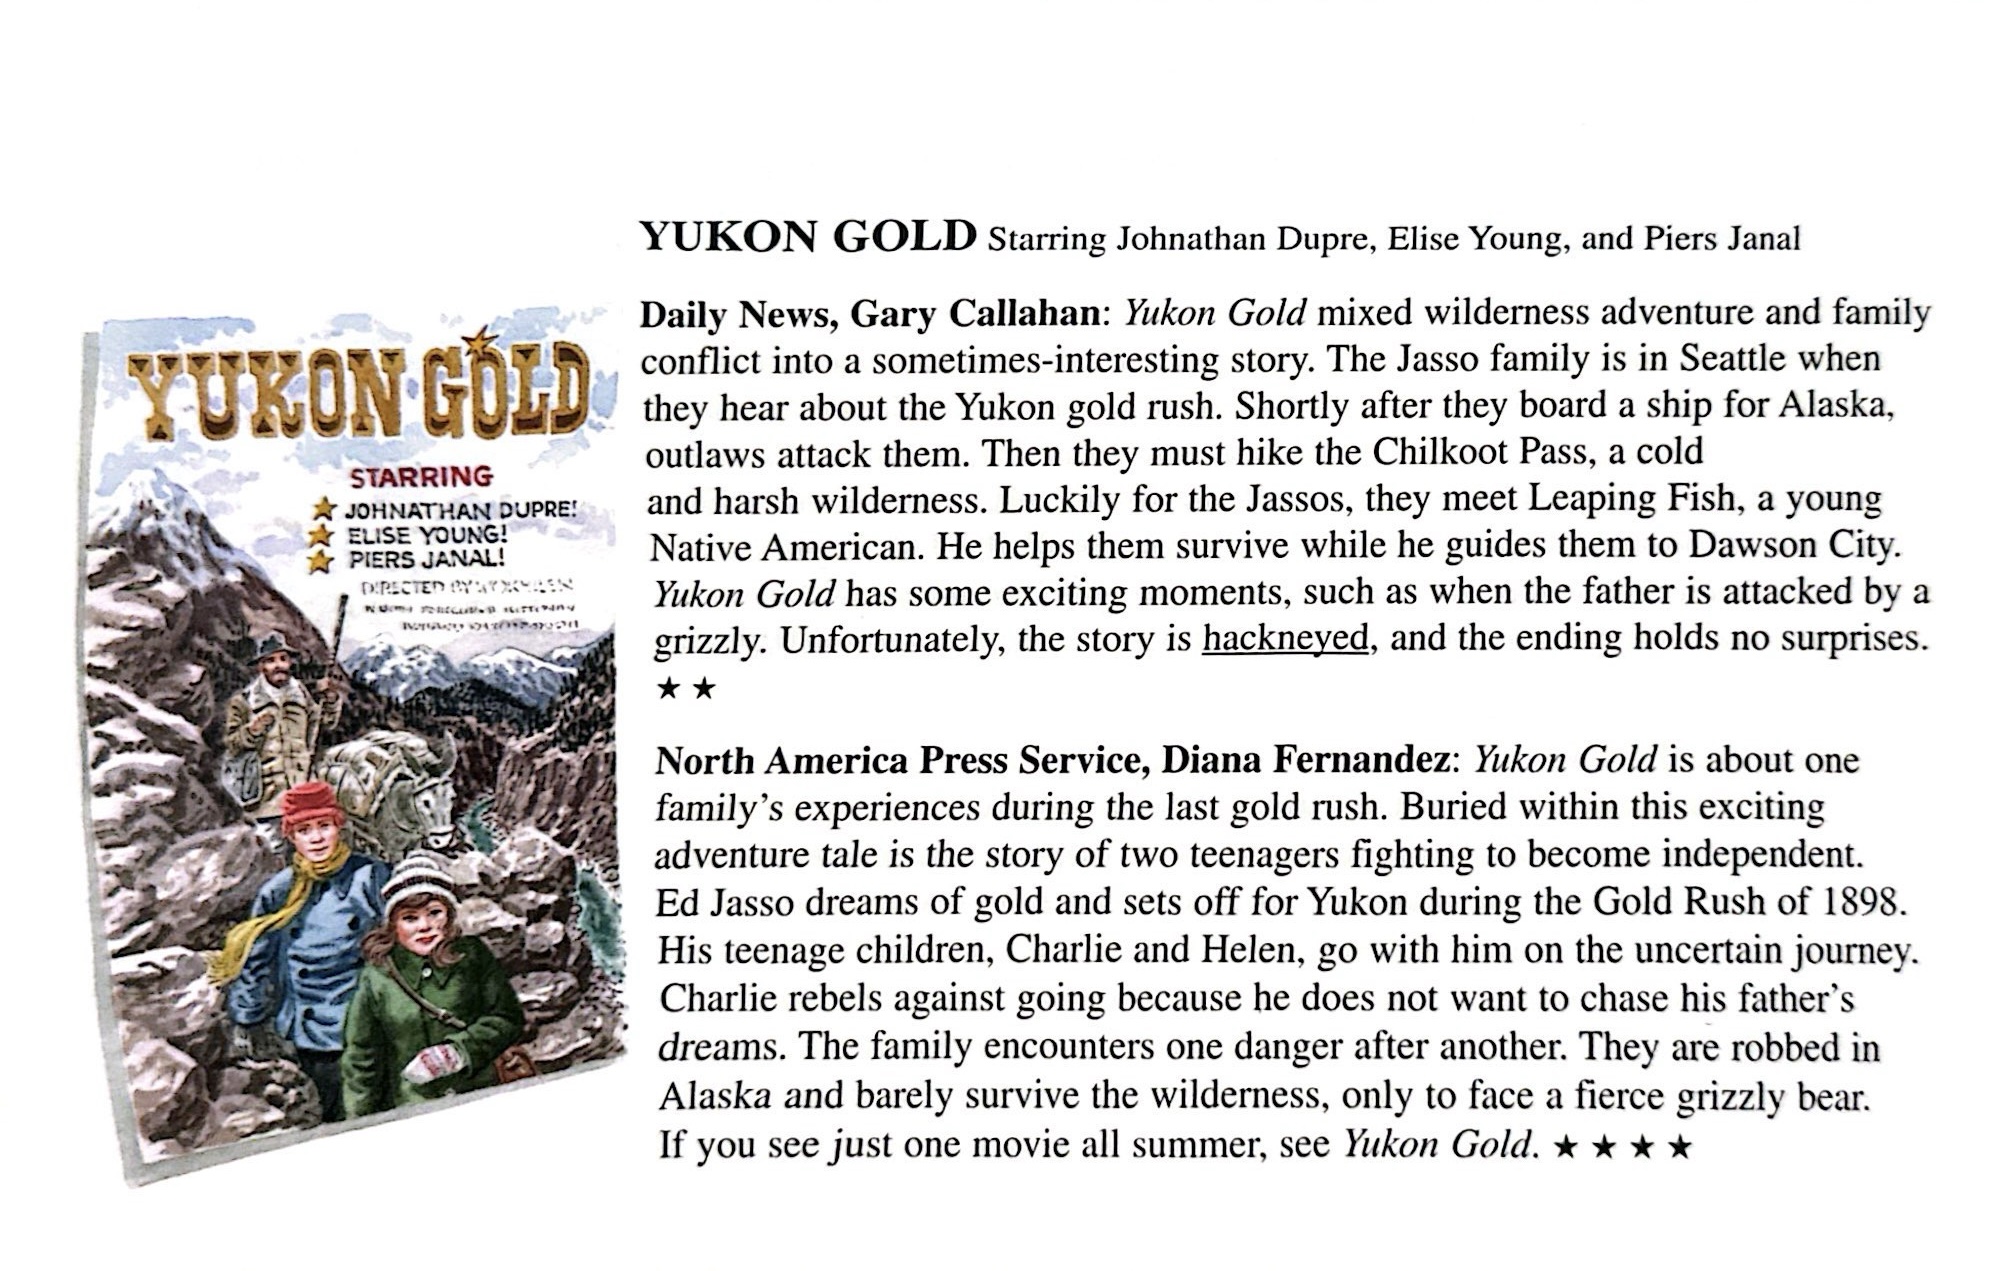 YUKON GOLD Starring Johnathan Dupre, Elise Young, and Piers Janal
Daily News, Gary Callahan: Yukon Gold mixed wilderness adventure and family
conflict into a sometimes-interesting story. The Jasso family is in Seattle when
they hear about the Yukon gold rush. Shortly after they board a ship for Alaska,
outlaws attack them. Then they must hike the Chilkoot Pass, a cold
and harsh wilderness. Luckily for the Jassos, they meet Leaping Fish, a young
Native American. He helps them survive while he guides them to Dawson City.
Yukon Gold has some exciting moments, such as when the father is attacked by a
grizzly. Unfortunately, the story is hackneyed, and the ending holds no surprises.
★ ★
North America Press Service, Diana Fernandez: Yukon Gold is about one
family's experiences during the last gold rush. Buried within this exciting
adventure tale is the story of two teenagers fighting to become independent.
Ed Jasso dreams of gold and sets off for Yukon during the Gold Rush of 1898.
His teenage children, Charlie and Helen, go with him on the uncertain journey.
Charlie rebels against going because he does not want to chase his father's
dreams. The family encounters one danger after another. They are robbed in
Alaska and barely survive the wilderness, only to face a fierce grizzly bear.
If you see just one movie all summer, see Yukon Gold. ★ ★ ★ ★
YUKON GOLD
STARRING
★ JOHNATHAN DUPRE!
★ ELISE YOUNG!
★ PIERS JANAL!
DIRECTED BY